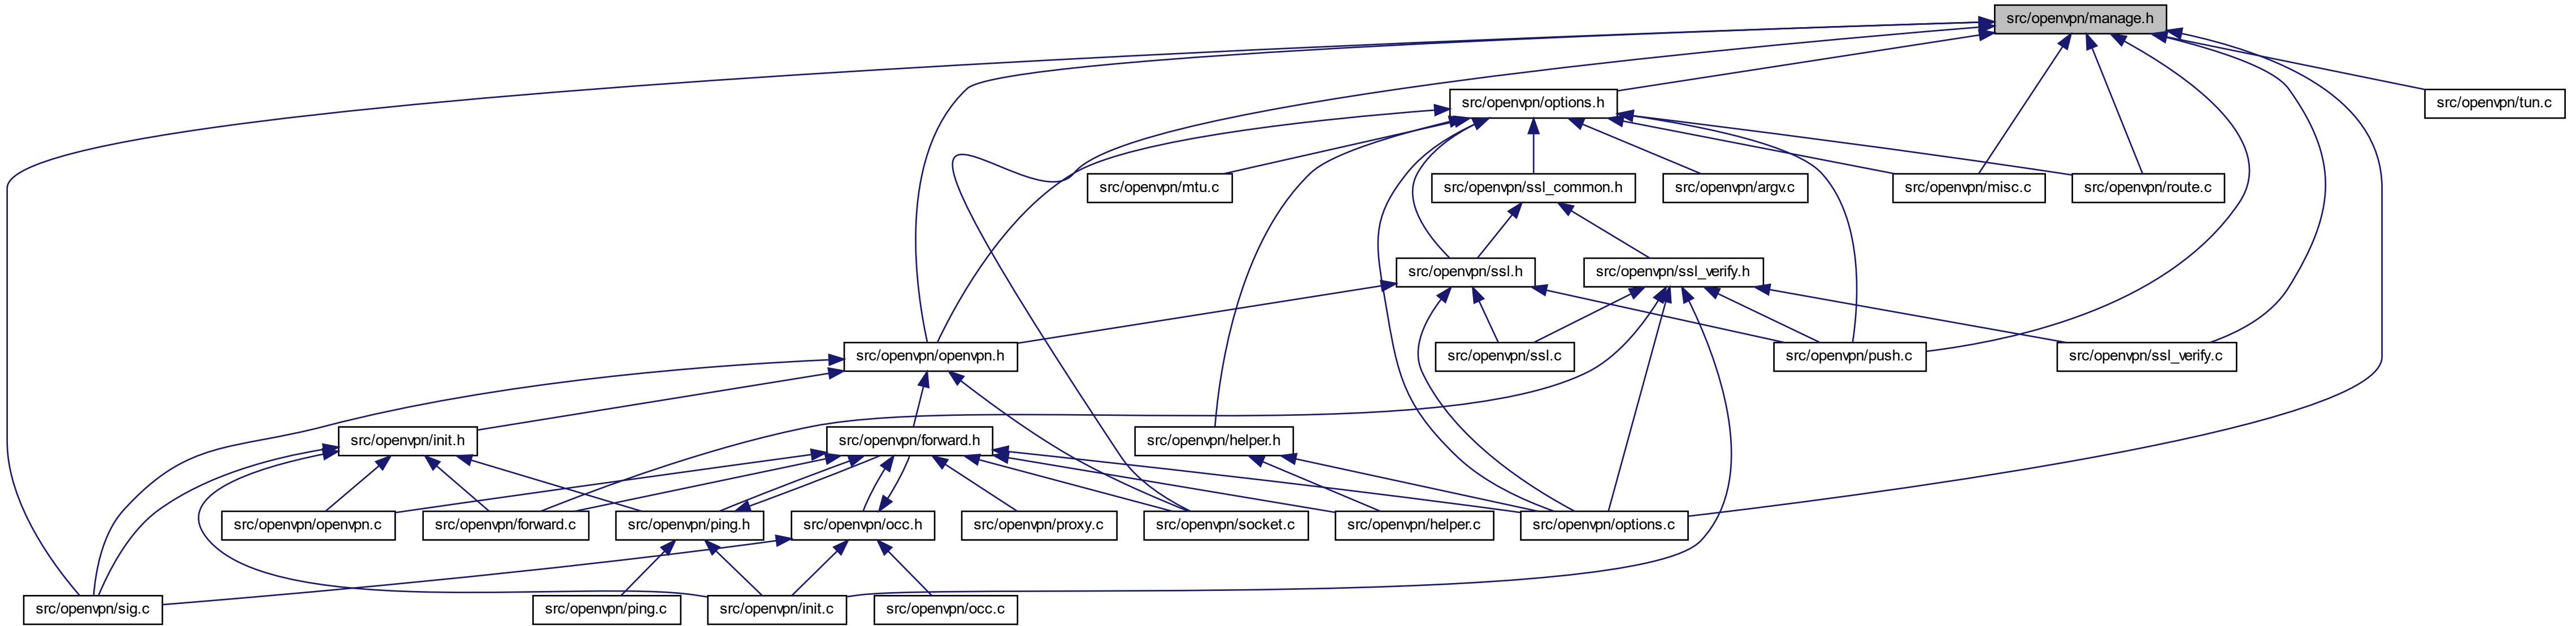 src/openvpn/manage.h
src/openvpn/options.h
src/openvpn/tun.c
src/openvpn/mtu.c
src/openvpn/ssl_common.h
src/openvpn/argv.c
src/openvpn/misc.c
src/openvpn/route.c
src/openvpn/ssl.h
src/openvpn/ssl_verify.h
src/openvpn/openvpn.h
src/openvpn/ssl.c
src/openvpn/push.c
src/openvpn/ssl_verify.c
src/openvpn/init.h
src/openvpn/forward.h
src/openvpn/helper.h
src/openvpn/openvpn.c
src/openvpn/forward.c
src/openvpn/ping.h
src/openvpn/occ.h
src/openvpn/proxy.c
src/openvpn/socket.c
src/openvpn/helper.c
src/openvpn/options.c
src/openvpn/sig.c
src/openvpn/ping.c
src/openvpn/init.c
src/openvpn/occ.c